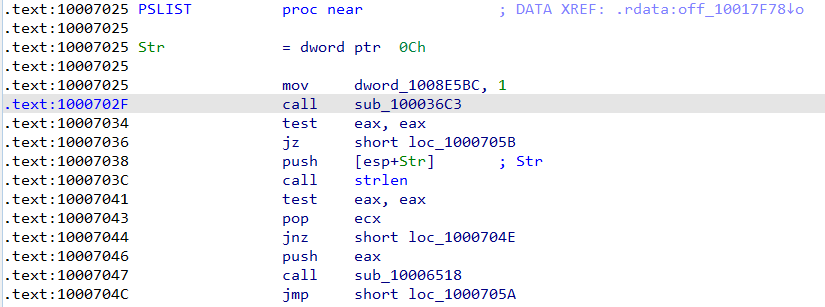 .text:10007025 PSLIST proc near ; DATA XREF: .rdata:off_10017F78↓o
.text:10007025
.text:10007025 Str = dword ptr 0Ch
.text:10007025
.text:10007025 mov dword_1008E5BC, 1
.text:1000702F call sub_100036C3
.text:10007034 test eax, eax
.text:10007036 jz short loc_1000705B
.text:10007038 push [esp+Str] ; Str
.text:1000703C call strlen
.text:10007041 test eax, eax
.text:10007043 pop ecx
.text:10007044 jnz short loc_1000704E
.text:10007046 push eax
.text:10007047 call sub_10006518
.text:1000704C jmp short loc_1000705A